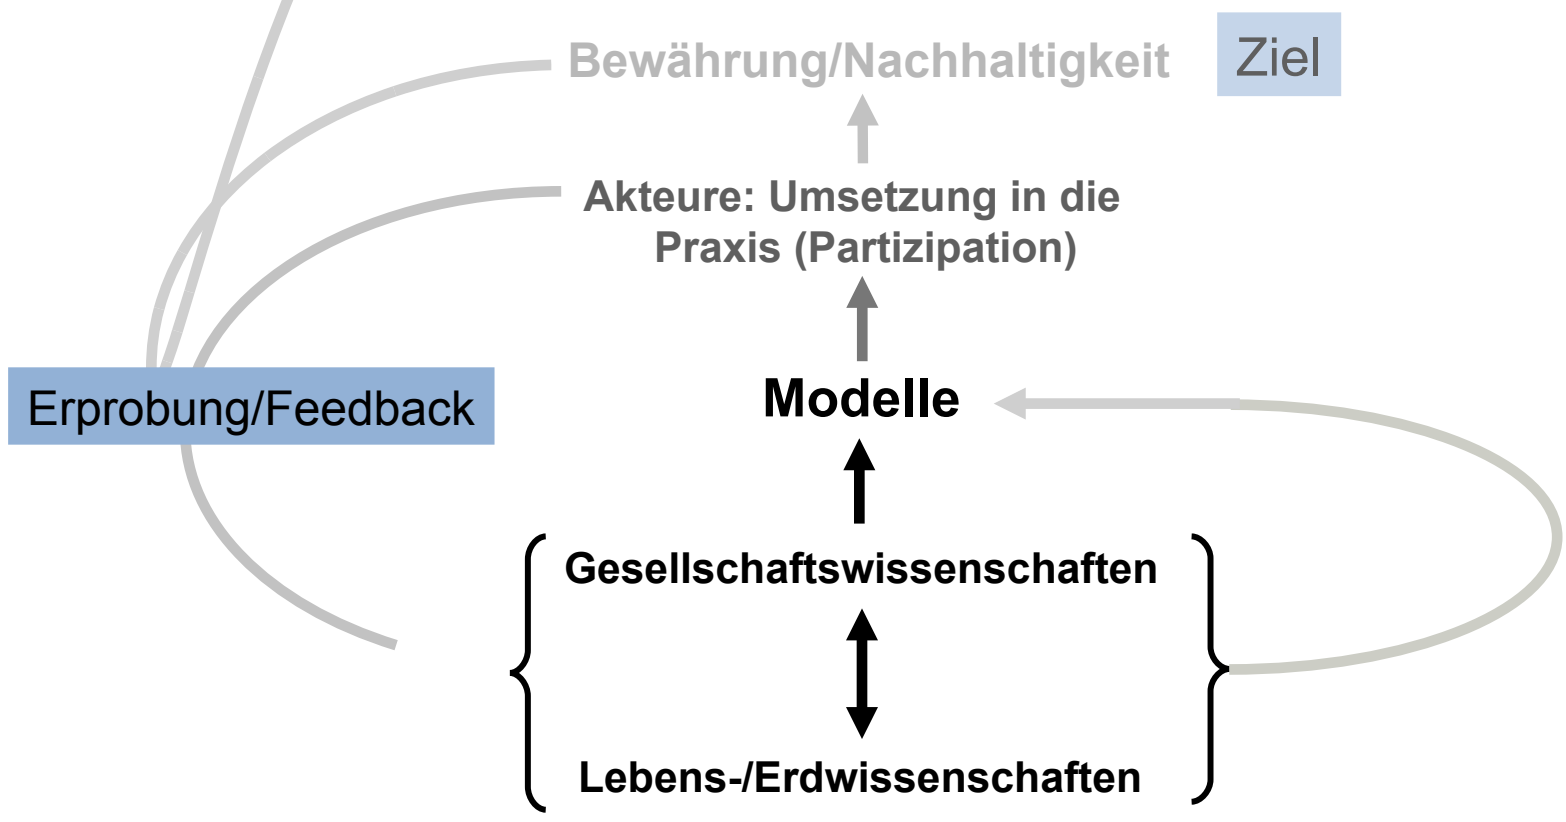 Bewährung/Nachhaltigkeit
Ziel
Akteure: Umsetzung in die
Praxis (Partizipation)
Modelle
Erprobung/Feedback
Gesellschaftswissenschaften
Lebens-/Erdwissenschaften